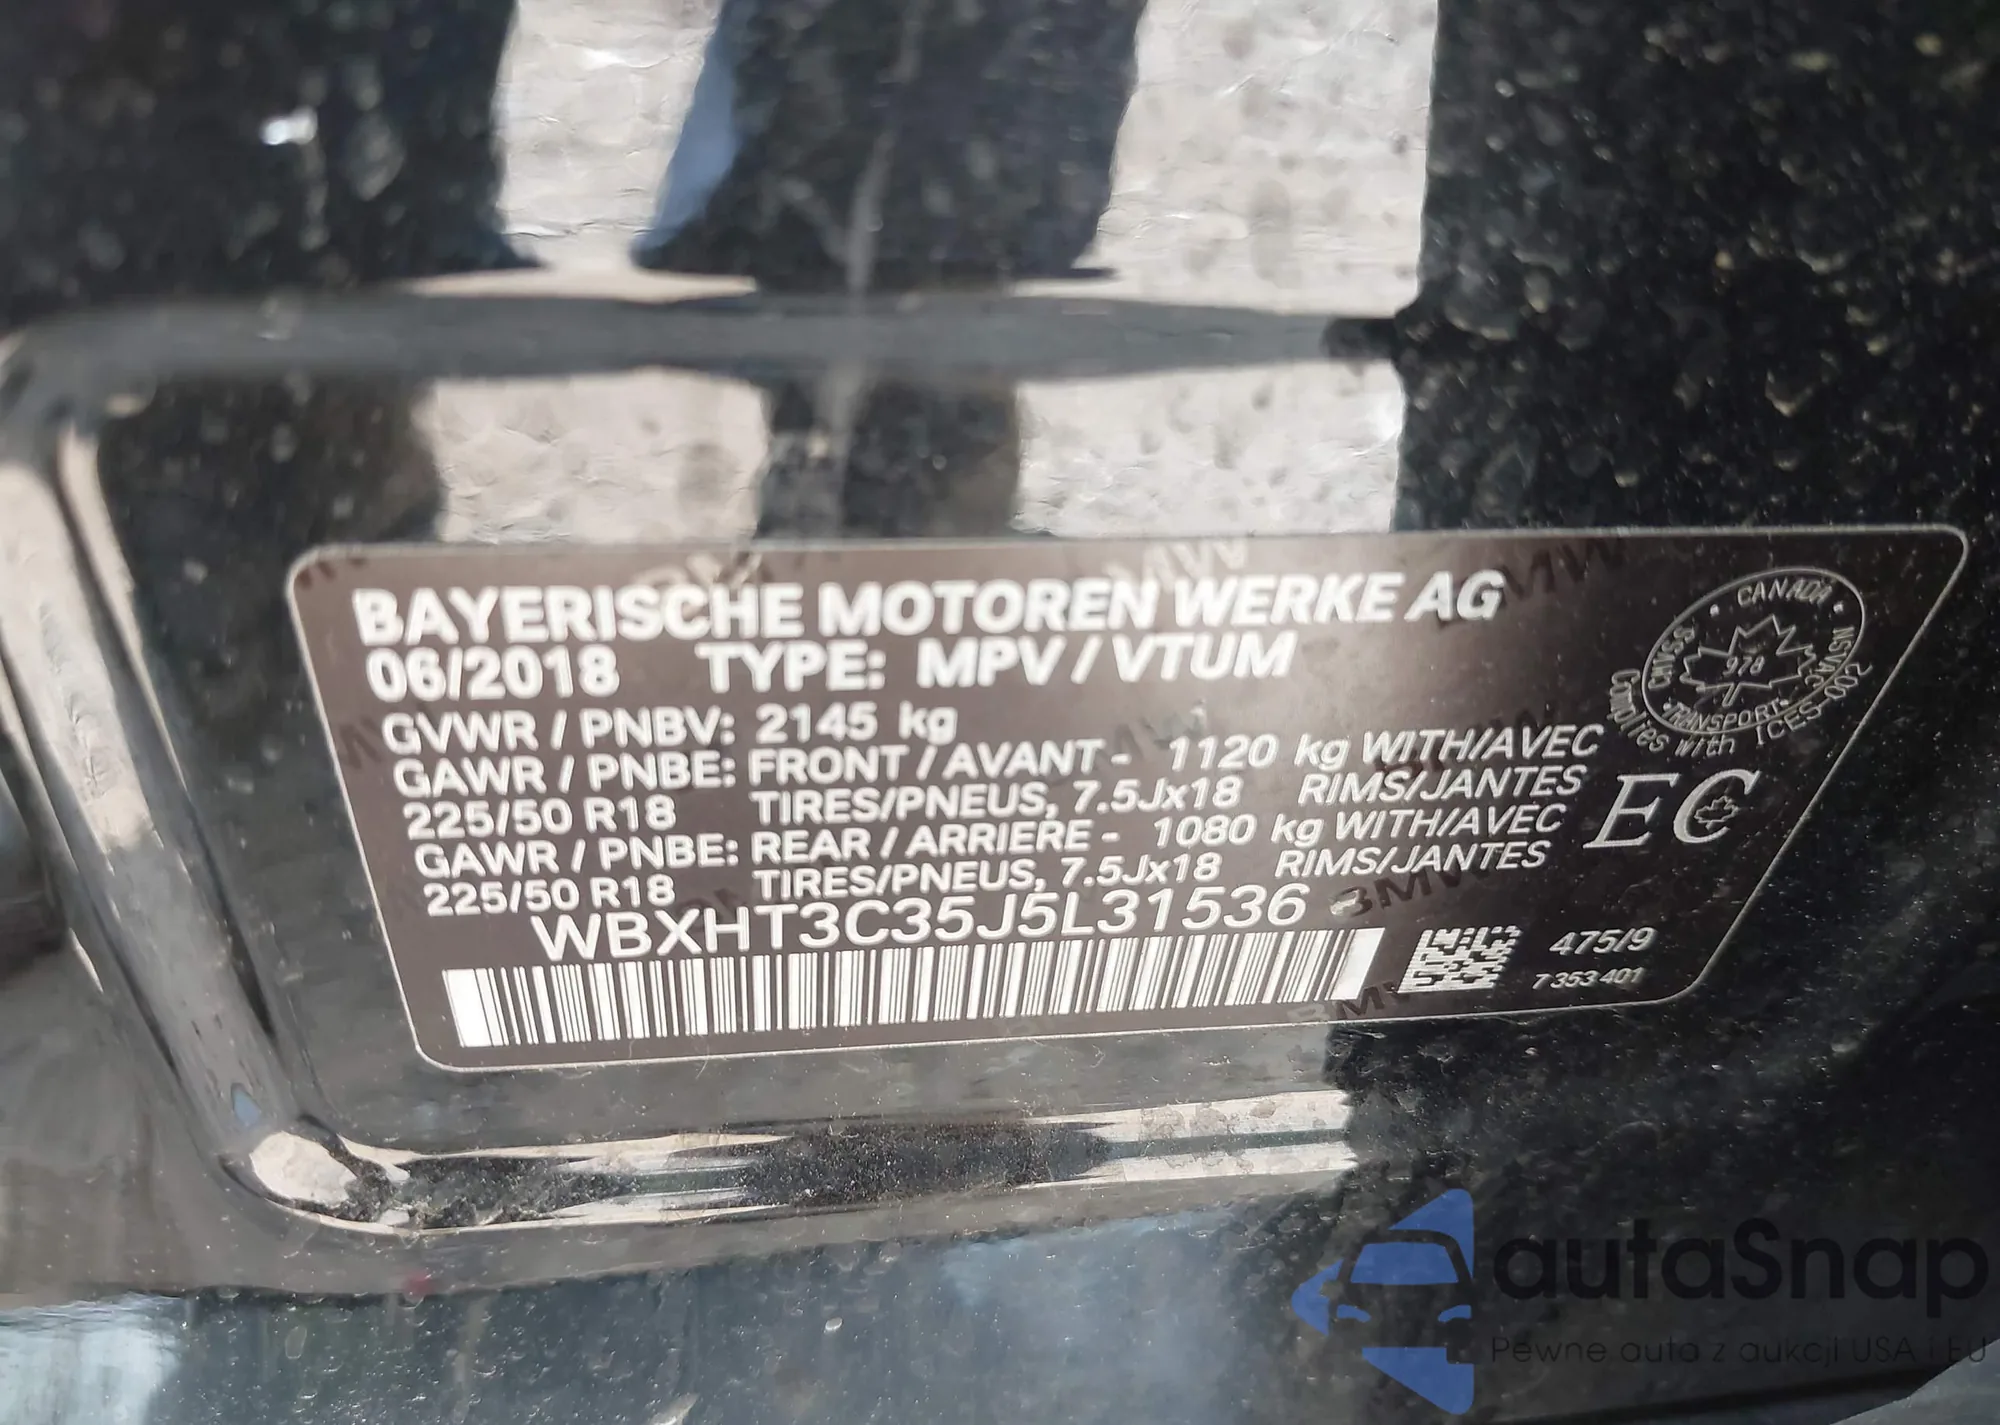 BAYERISCHE MOTOREN WERKE AG
06/2018 TYPE: MPV / VTUM
GVWR / PNBV: 2145 kg
GAWR / PNBE: FRONT / AVANT - 1120 kg WITH/AVEC
225/50 R18 TIRES/PNEUS, 7.5Jx18 RIMS/JANTES
GAWR / PNBE: REAR / ARRIERE - 1080 kg WITH/AVEC
225/50 R18 TIRES/PNEUS, 7.5Jx18 RIMS/JANTES
WBXHT3C35J5L31536
475/9
7 353 401
CANADA
NSVAC
978
TRANSPORT
CMVSS
Complies with ICES-002
EC
BMW
autaSnap
Pewne auta z aukcji USA i EU